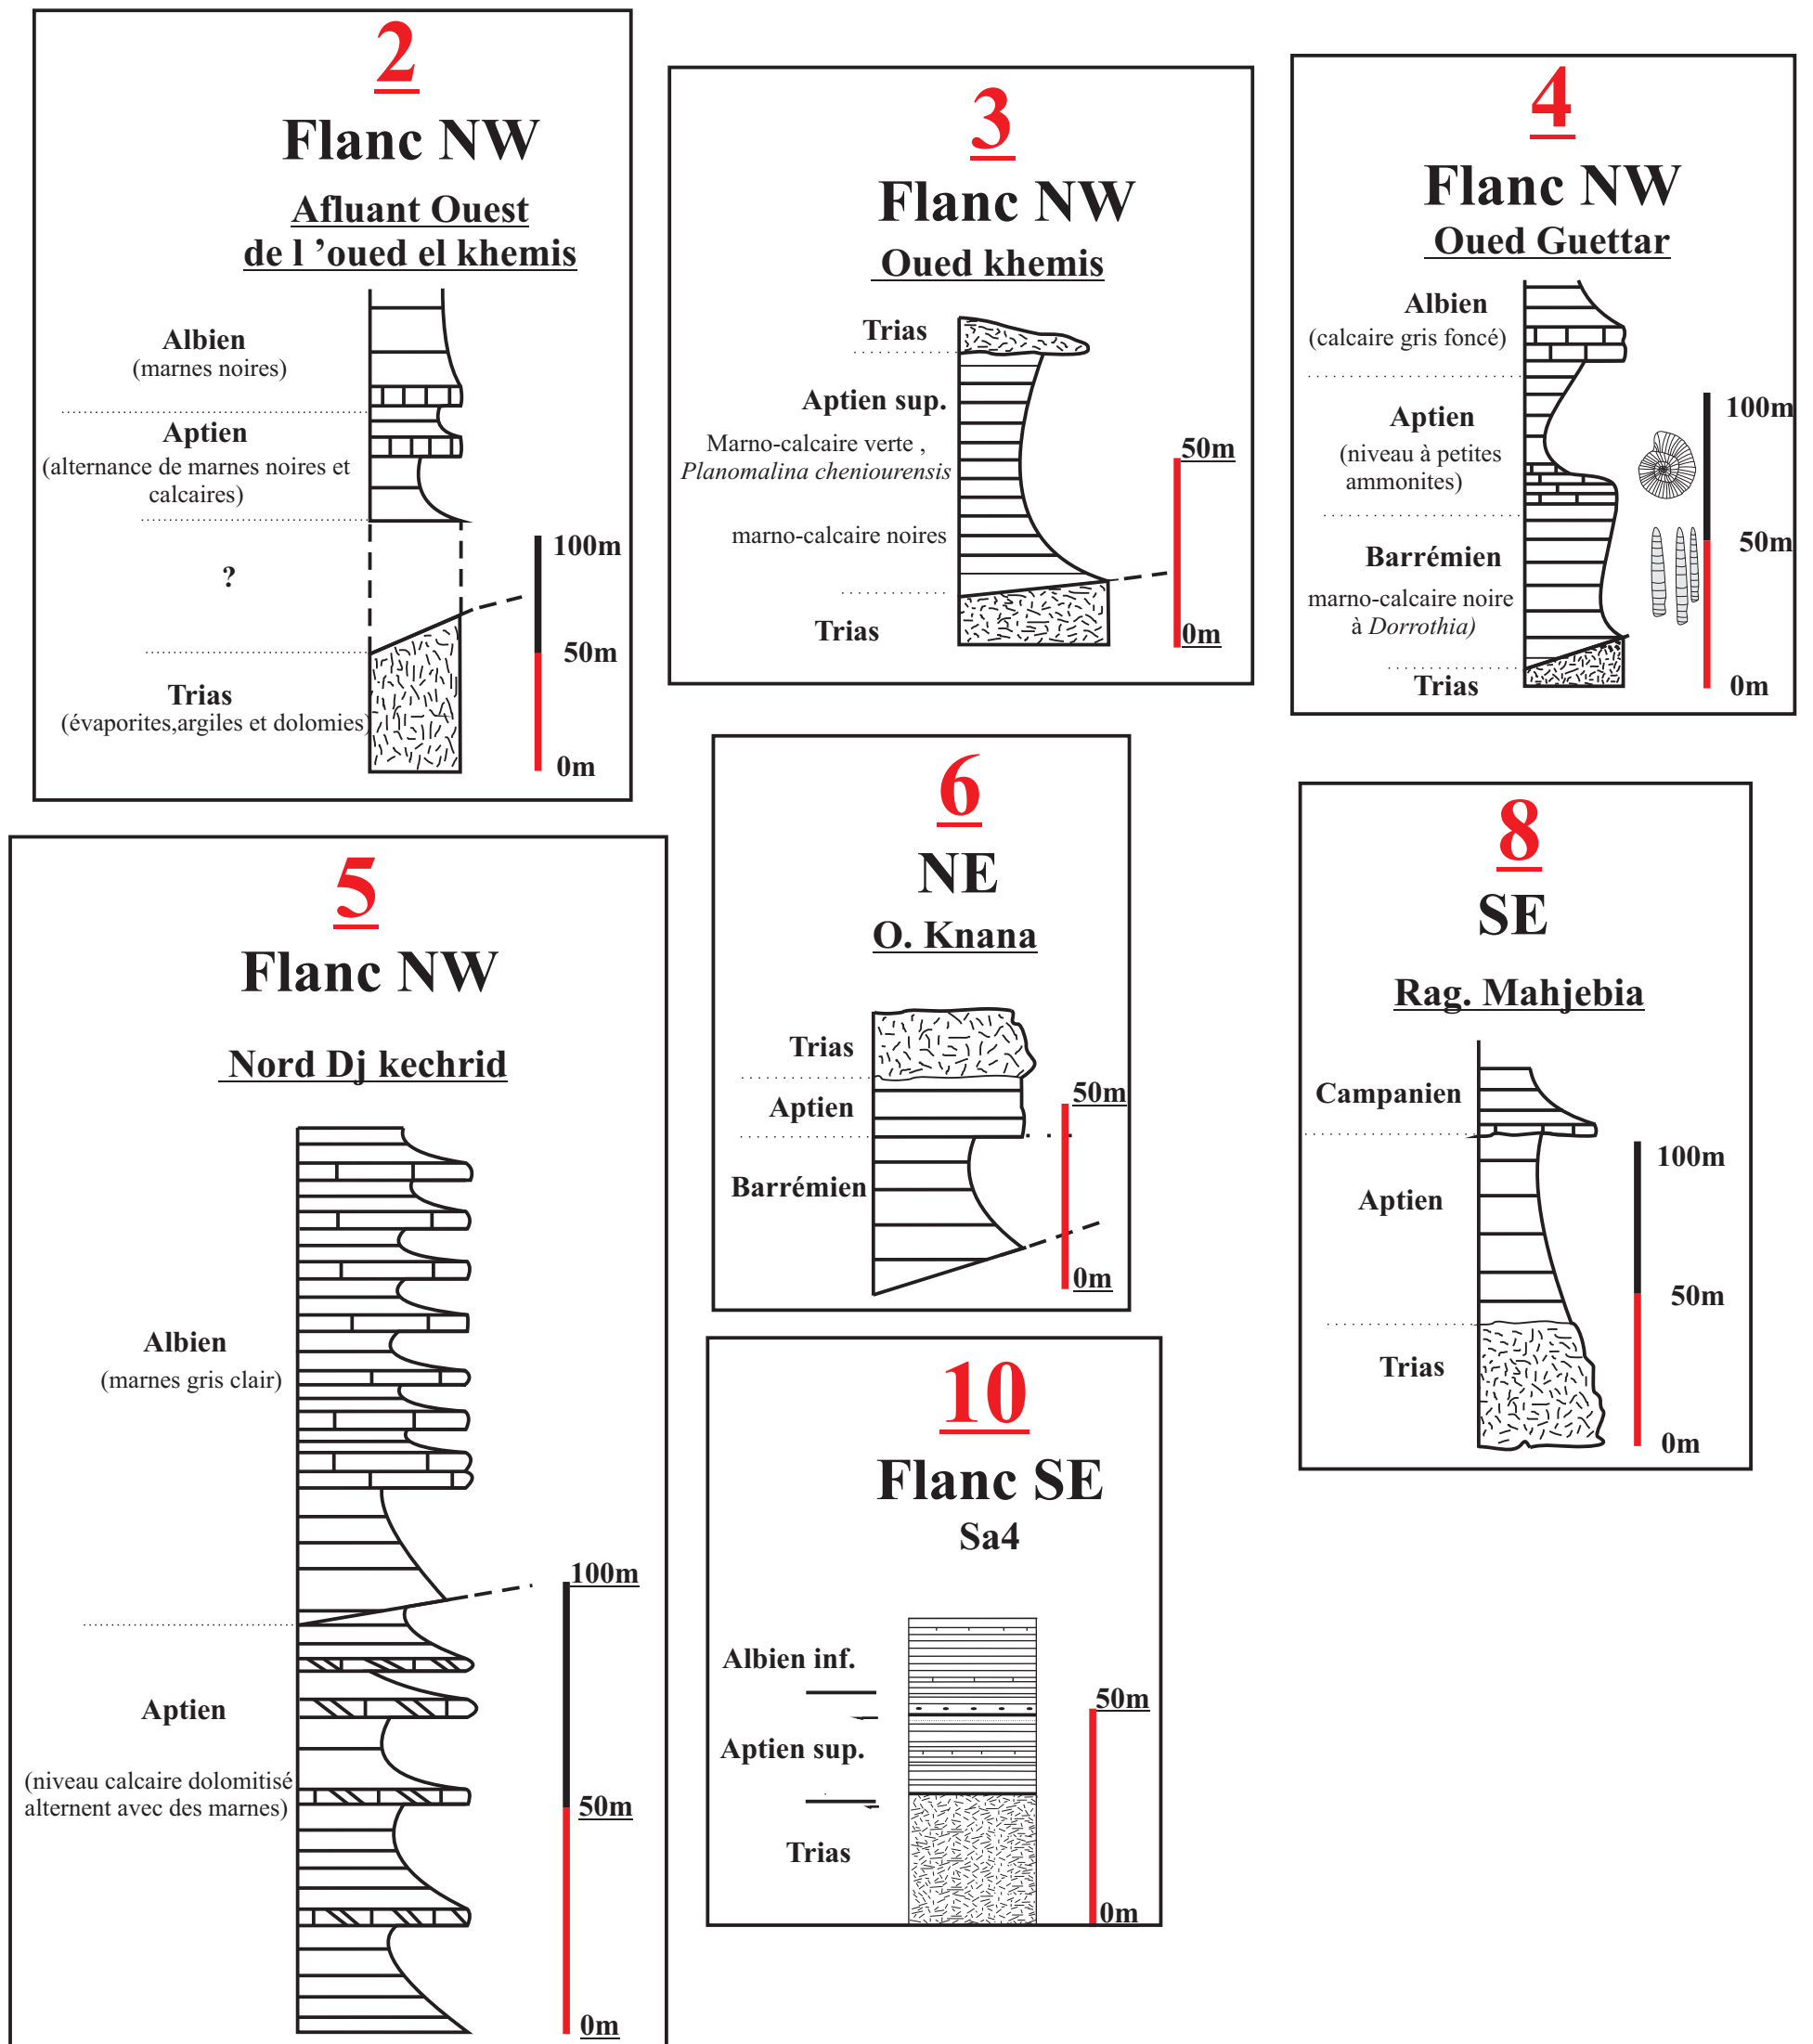 2
Flanc NW
Afluant Ouest
de l ’oued el khemis
Albien
(marnes noires)
Aptien
(alternance de marnes noires et
calcaires)
?
Trias
(évaporites,argiles et dolomies)
100m
50m
0m
3
Flanc NW
Oued khemis
Trias
Aptien sup.
Marno-calcaire verte ,
Planomalina cheniourensis
marno-calcaire noires
Trias
50m
0m
4
Flanc NW
Oued Guettar
Albien
(calcaire gris foncé)
Aptien
(niveau à petites
ammonites)
Barrémien
marno-calcaire noire
à Dorrothia)
Trias
100m
50m
0m
5
Flanc NW
Nord Dj kechrid
Albien
(marnes gris clair)
Aptien
(niveau calcaire dolomitisé
alternent avec des marnes)
100m
50m
0m
6
NE
O. Knana
Trias
Aptien
Barrémien
50m
0m
8
SE
Rag. Mahjebia
Campanien
Aptien
Trias
100m
50m
0m
10
Flanc SE
Sa4
Albien inf.
Aptien sup.
Trias
50m
0m